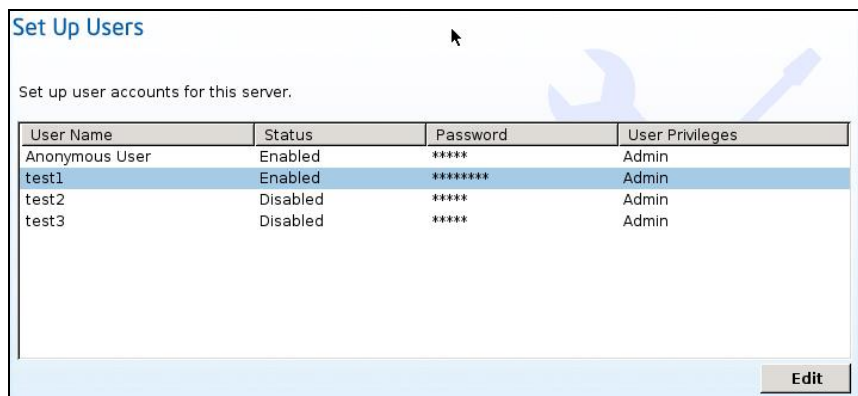 Set Up Users
Set up user accounts for this server.
User Name Status Password User Privileges
Anonymous User Enabled ***** Admin
test1 Enabled ******** Admin
test2 Disabled ***** Admin
test3 Disabled ***** Admin
Edit